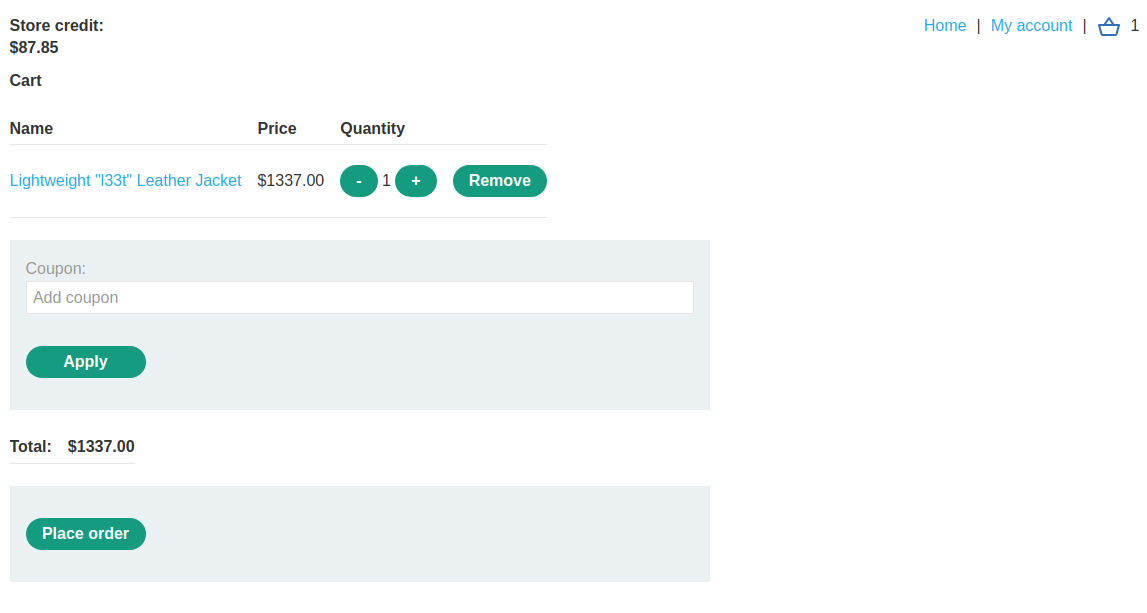 Store credit:
$87.85
Home | My account | 1
Cart
Name Price Quantity
Lightweight "l33t" Leather Jacket $1337.00 - 1 + Remove
Coupon:
Add coupon
Apply
Total: $1337.00
Place order